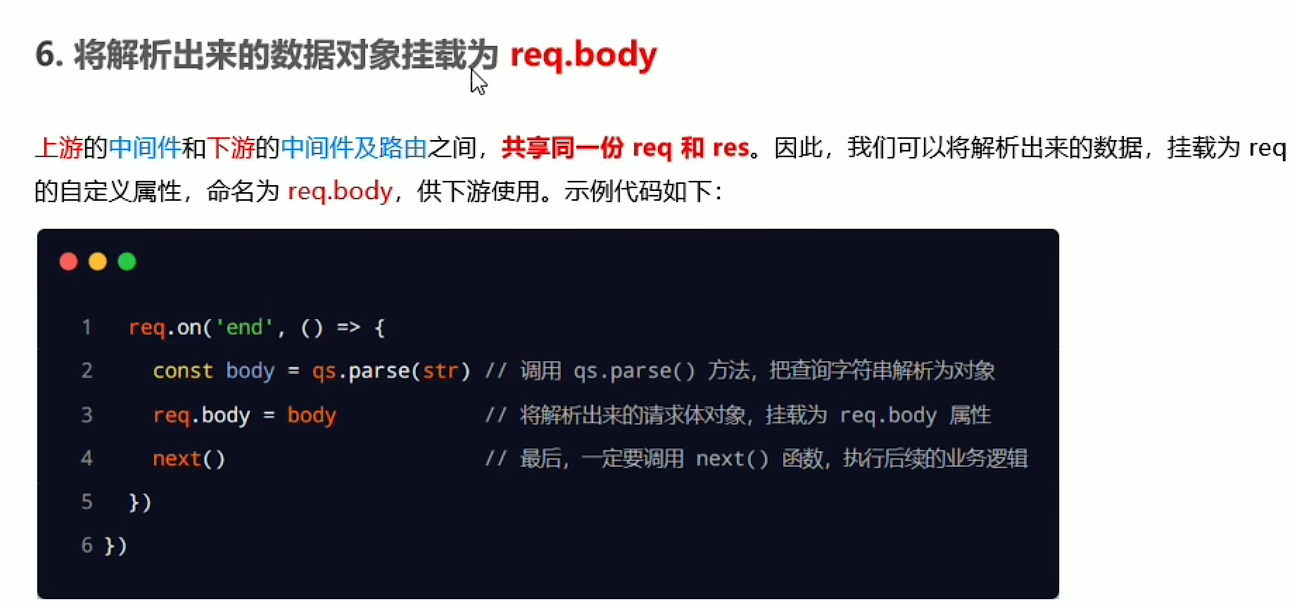 6. 将解析出来的数据对象挂载为 req.body
上游的中间件和下游的中间件及路由之间，共享同一份 req 和 res。因此，我们可以将解析出来的数据，挂载为 req
的自定义属性，命名为 req.body，供下游使用。示例代码如下：
1 req.on('end', () => {
2 const body = qs.parse(str) // 调用 qs.parse() 方法，把查询字符串解析为对象
3 req.body = body // 将解析出来的请求体对象，挂载为 req.body 属性
4 next() // 最后，一定要调用 next() 函数，执行后续的业务逻辑
5 })
6 })